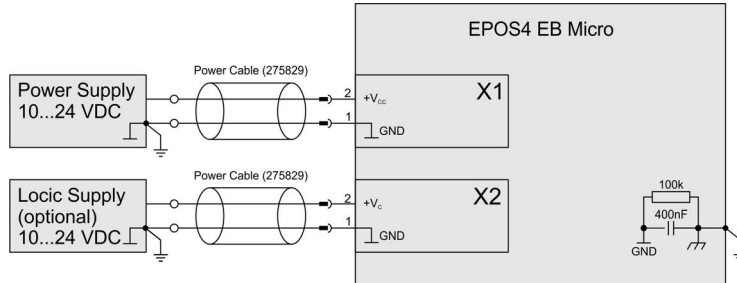 EPOS4 EB Micro
Power Cable (275829)
Power Supply
10...24 VDC
2
+Vcc
X1
1
GND
Power Cable (275829)
Locic Supply
(optional)
10...24 VDC
2
+Vc
X2
1
GND
100k
400nF
GND